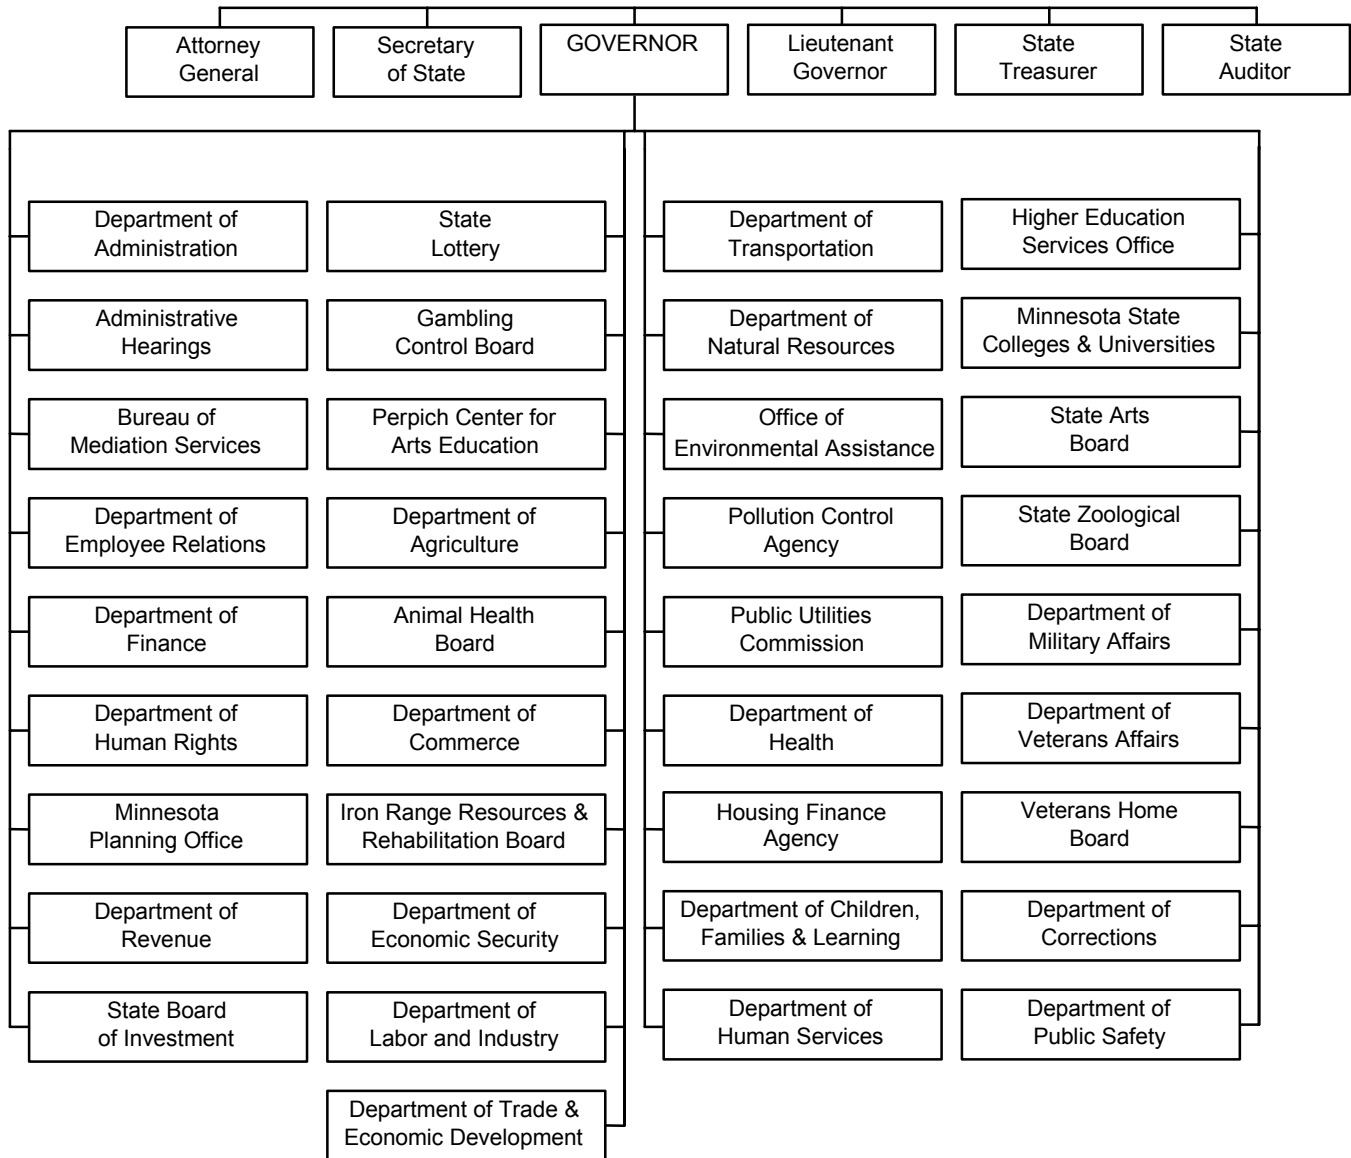 Attorney
General
Secretary
of State
GOVERNOR
Lieutenant
Governor
State
Treasurer
State
Auditor
Department of
Administration
Administrative
Hearings
Bureau of
Mediation Services
Department of
Employee Relations
Department of
Finance
Department of
Human Rights
Minnesota
Planning Office
Department of
Revenue
State Board
of Investment
State
Lottery
Gambling
Control Board
Perpich Center for
Arts Education
Department of
Agriculture
Animal Health
Board
Department of
Commerce
Iron Range Resources &
Rehabilitation Board
Department of
Economic Security
Department of
Labor and Industry
Department of Trade &
Economic Development
Department of
Transportation
Department of
Natural Resources
Office of
Environmental Assistance
Pollution Control
Agency
Public Utilities
Commission
Department of
Health
Housing Finance
Agency
Department of Children,
Families & Learning
Department of
Human Services
Higher Education
Services Office
Minnesota State
Colleges & Universities
State Arts
Board
State Zoological
Board
Department of
Military Affairs
Department of
Veterans Affairs
Veterans Home
Board
Department of
Corrections
Department of
Public Safety